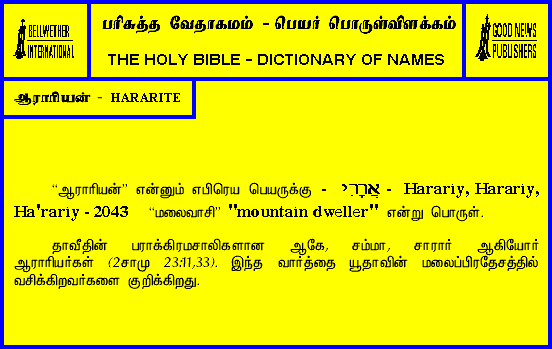 BELLWETHER
INTERNATIONAL
பரிசுத்த வேதாகமம் - பெயர் பொருள்விளக்கம்
THE HOLY BIBLE - DICTIONARY OF NAMES
GOOD NEWS
PUBLISHERS
ஆராரியன் - HARARITE
“ஆராரியன்” என்னும் எபிரெய பெயருக்கு - אֲרָרִי - Harariy, Harariy,
Ha'rariy - 2043 “மலைவாசி” "mountain dweller" என்று பொருள்.
தாவீதின் பராக்கிரமசாலிகளான ஆகே, சம்மா, சாரார் ஆகியோர்
ஆராரியர்கள் (2சாமு 23:11,33). இந்த வார்த்தை யூதாவின் மலைப்பிரதேசத்தில்
வசிக்கிறவர்களை குறிக்கிறது.